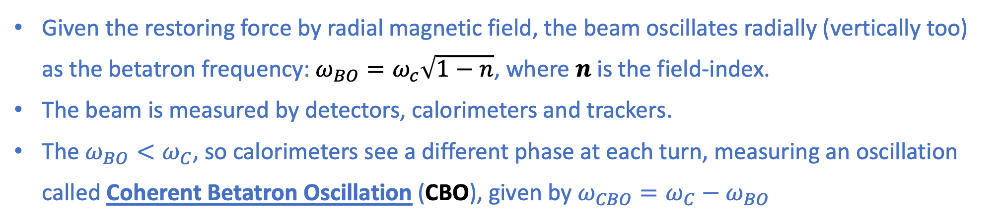 • Given the restoring force by radial magnetic field, the beam oscillates radially (vertically too)
as the betatron frequency: ω_BO = ω_c√(1 − n), where n is the field-index.
• The beam is measured by detectors, calorimeters and trackers.
• The ω_BO < ω_C, so calorimeters see a different phase at each turn, measuring an oscillation
called Coherent Betatron Oscillation (CBO), given by ω_CBO = ω_C − ω_BO